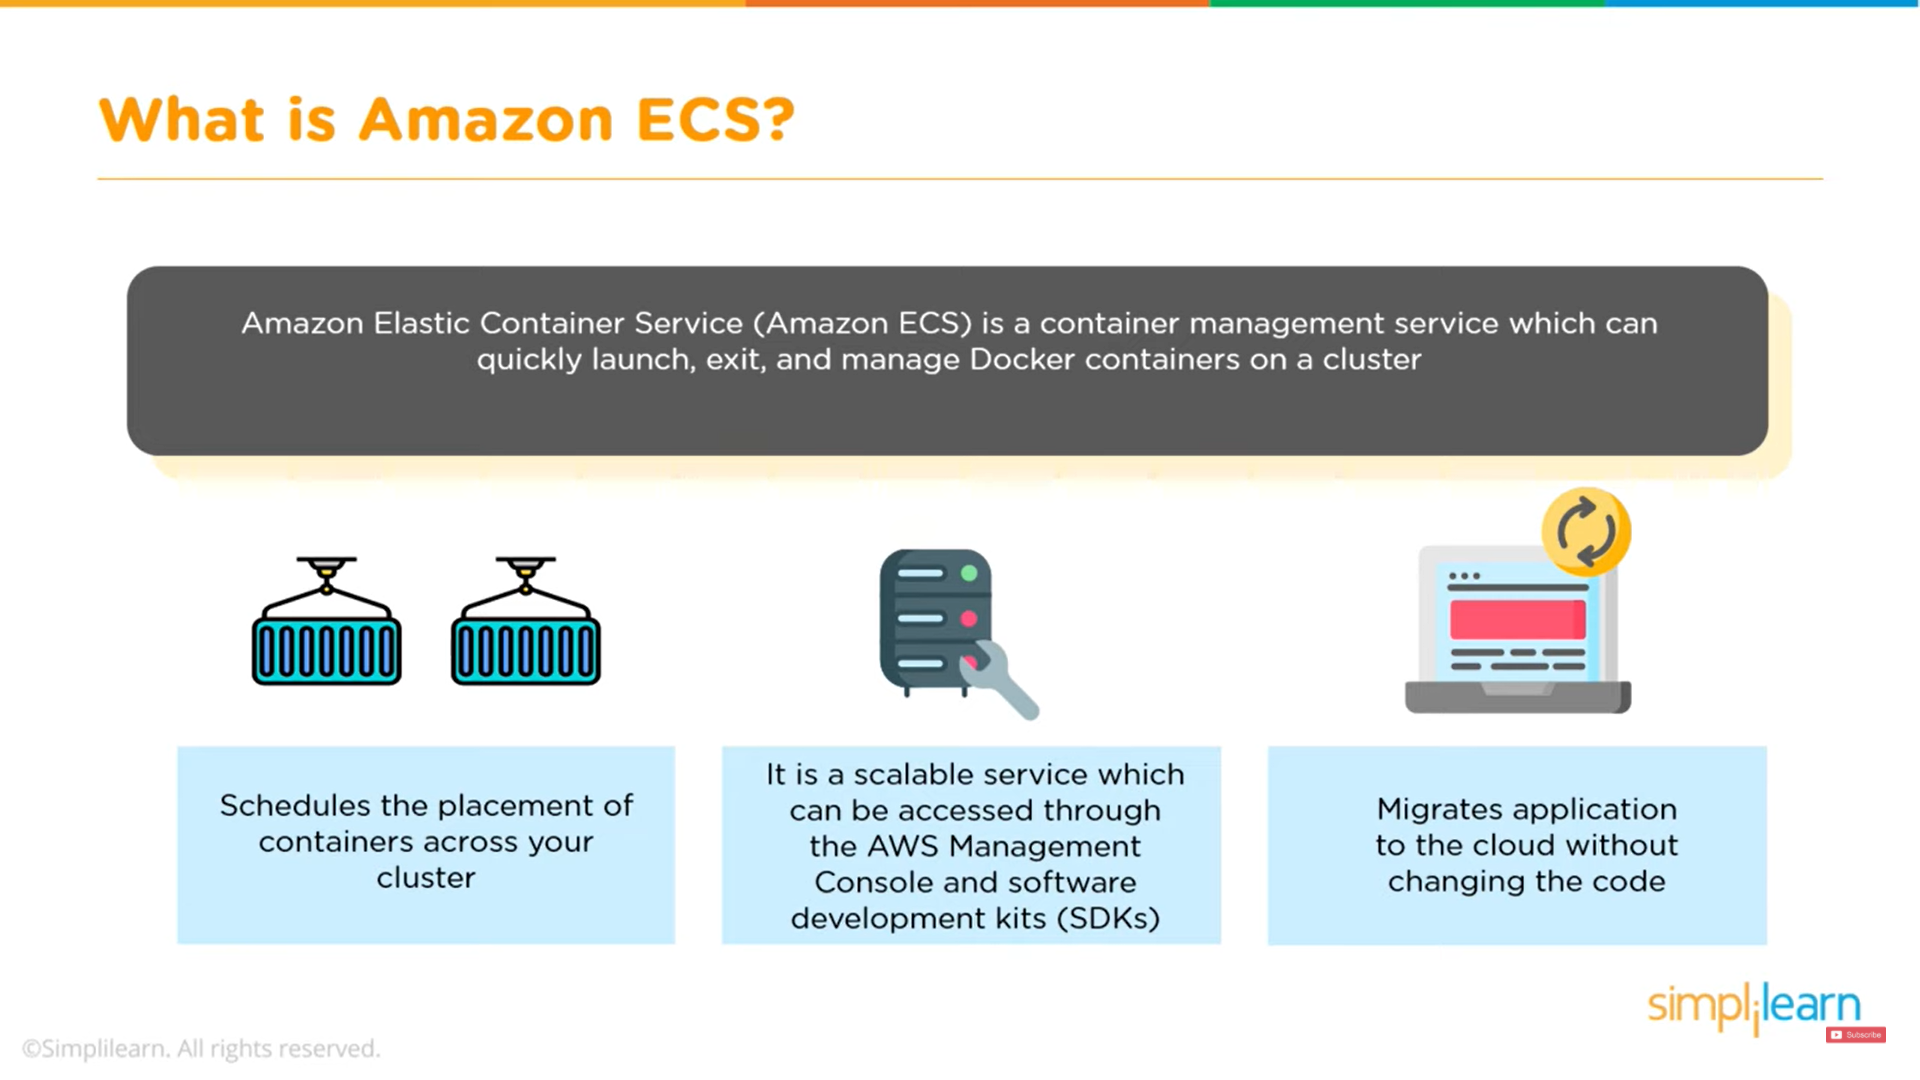 What is Amazon ECS?
Amazon Elastic Container Service (Amazon ECS) is a container management service which can
quickly launch, exit, and manage Docker containers on a cluster
Schedules the placement of
containers across your
cluster
It is a scalable service which
can be accessed through
the AWS Management
Console and software
development kits (SDKs)
Migrates application
to the cloud without
changing the code
simplilearn
Subscribe
©Simplilearn. All rights reserved.